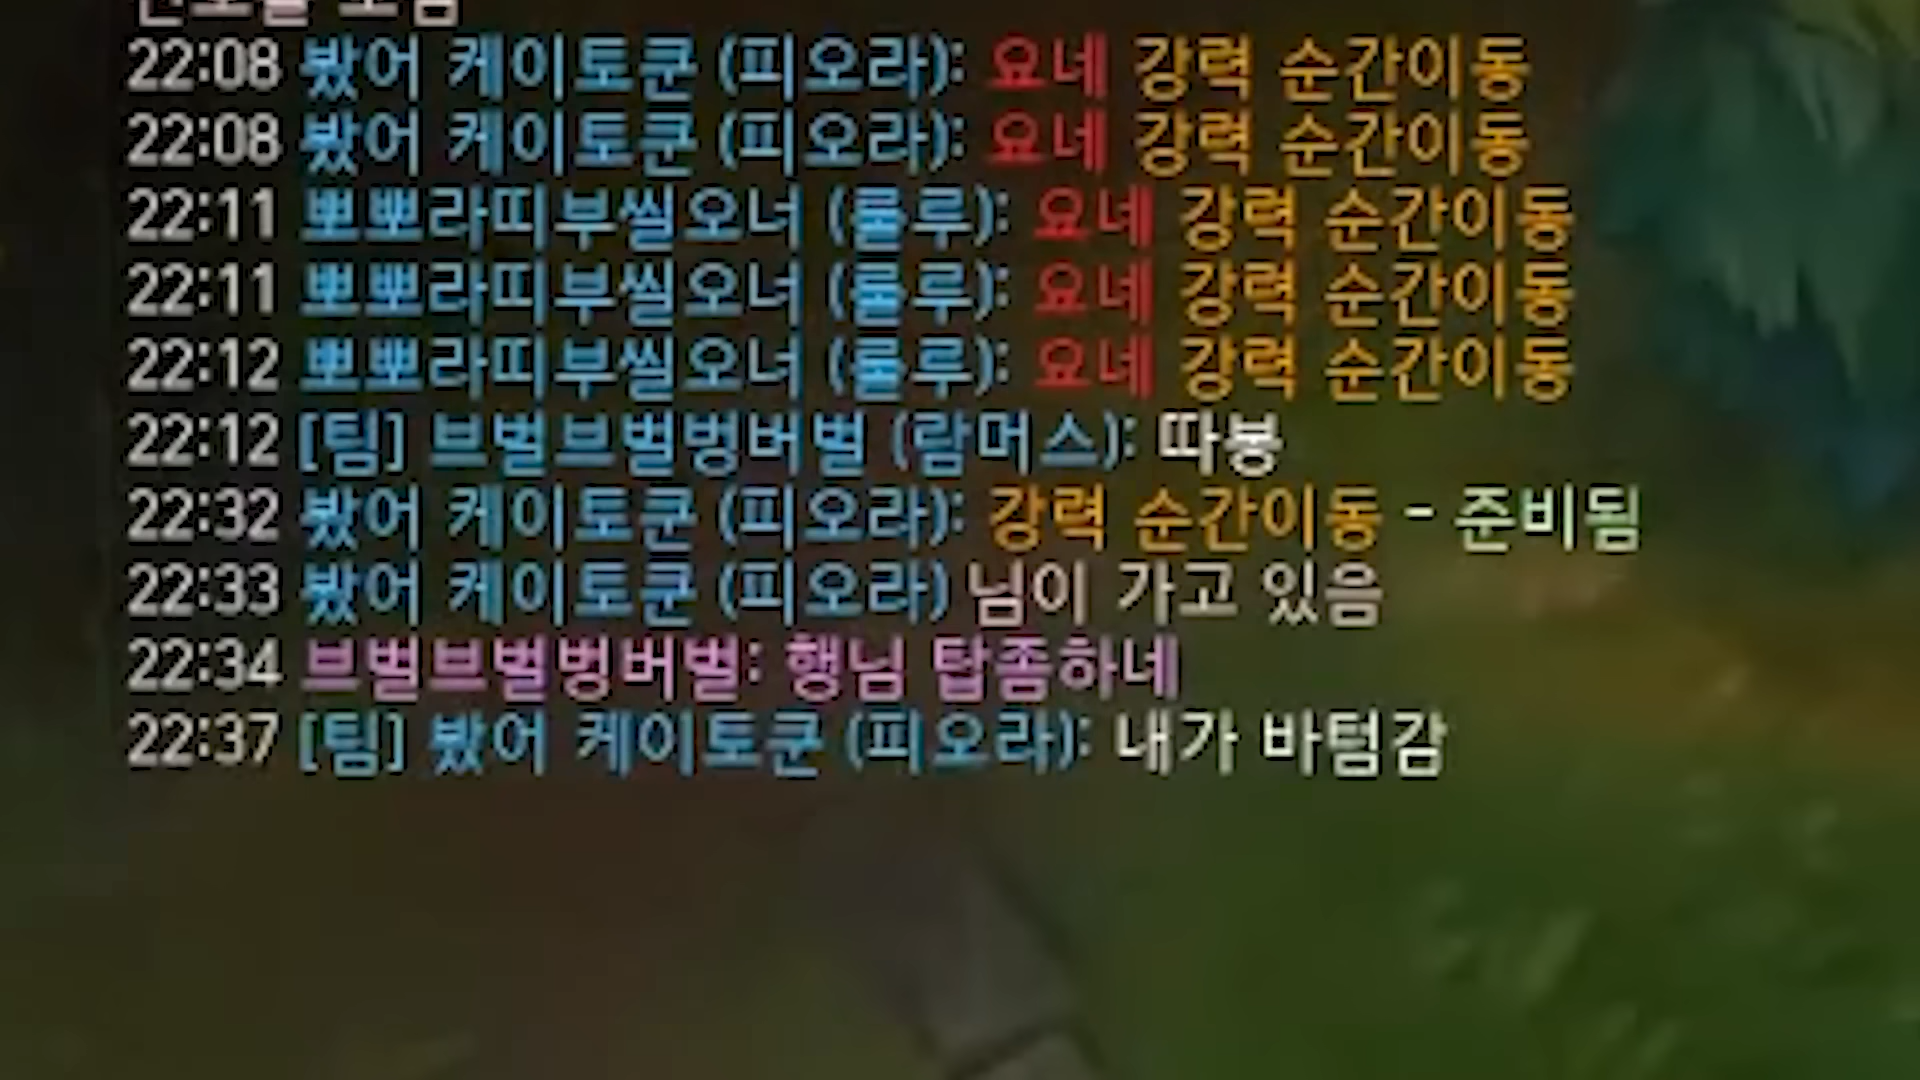 22:08 봤어 케이토쿤 (피오라): 요네 강력 순간이동
22:08 봤어 케이토쿤 (피오라): 요네 강력 순간이동
22:11 뽀뽀라띠부씰오너 (룰루): 요네 강력 순간이동
22:11 뽀뽀라띠부씰오너 (룰루): 요네 강력 순간이동
22:12 뽀뽀라띠부씰오너 (룰루): 요네 강력 순간이동
22:12 [팀] 브벌브벌벙버벌 (람머스): 따봉
22:32 봤어 케이토쿤 (피오라): 강력 순간이동 - 준비됨
22:33 봤어 케이토쿤 (피오라) 님이 가고 있음
22:34 브벌브벌벙버벌: 행님 탑좀하네
22:37 [팀] 봤어 케이토쿤 (피오라): 내가 바텀감